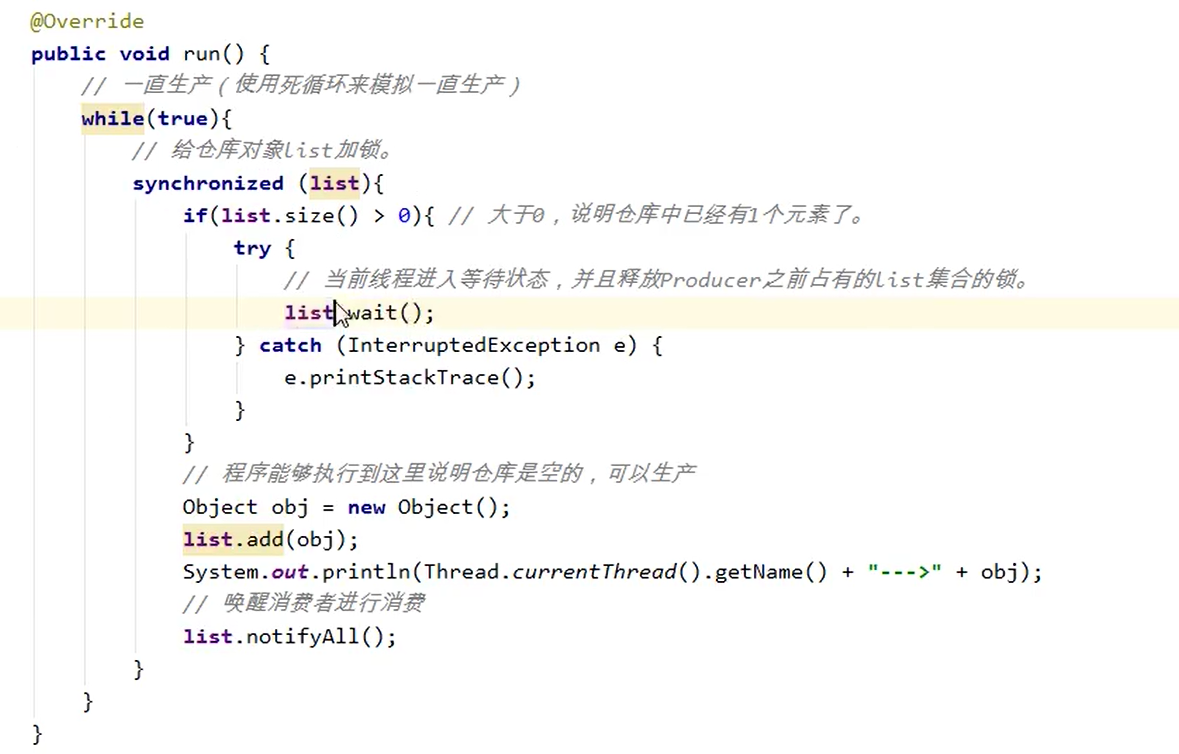 @Override
public void run() {
// 一直生产（使用死循环来模拟一直生产）
while(true){
// 给仓库对象list加锁。
synchronized (list){
if(list.size() > 0){ // 大于0，说明仓库中已经有1个元素了。
try {
// 当前线程进入等待状态，并且释放Producer之前占有的list集合的锁。
list.wait();
} catch (InterruptedException e) {
e.printStackTrace();
}
}
// 程序能够执行到这里说明仓库是空的，可以生产
Object obj = new Object();
list.add(obj);
System.out.println(Thread.currentThread().getName() + "--->" + obj);
// 唤醒消费者进行消费
list.notifyAll();
}
}
}